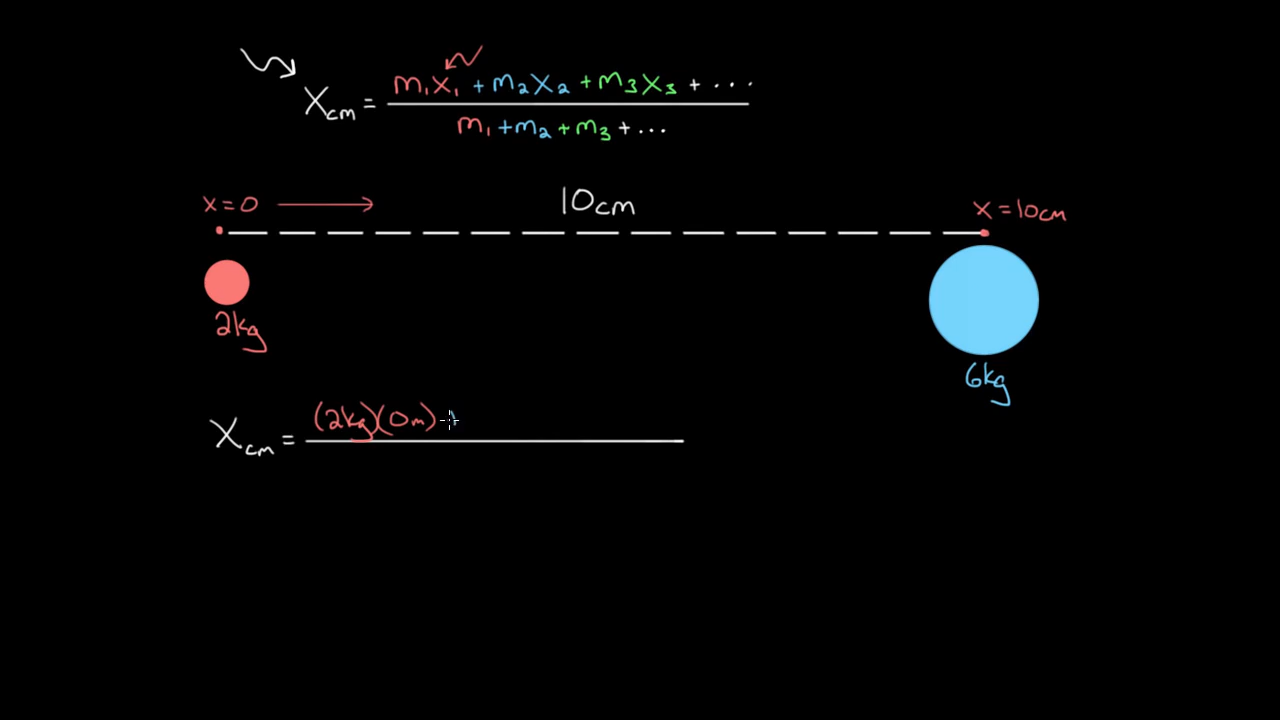 Xcm = m₁x₁ + m₂x₂ + m₃x₃ + ...
m₁ + m₂ + m₃ + ...
x=0
10cm
x=10cm
2kg
6kg
Xcm = (2kg)(0m) +